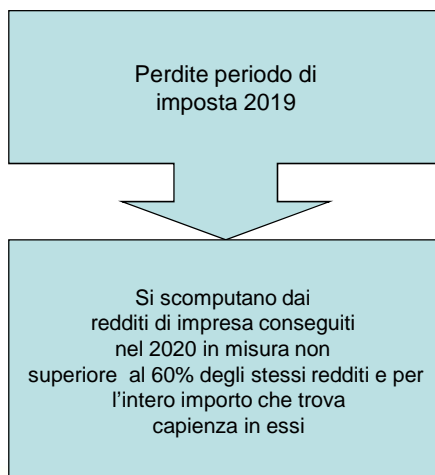 Perdite periodo di
imposta 2019
Si scomputano dai
redditi di impresa conseguiti
nel 2020 in misura non
superiore al 60% degli stessi redditi e per
l'intero importo che trova
capienza in essi